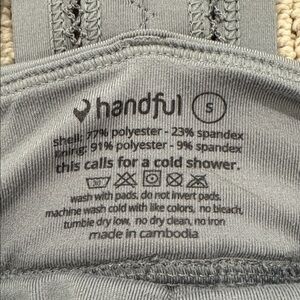 handful S
shell: 77% polyester - 23% spandex
lining: 91% polyester - 9% spandex
this calls for a cold shower.
wash with pads, do not invert pads.
machine wash cold with like colors, no bleach,
tumble dry low, no dry clean, no iron
made in cambodia